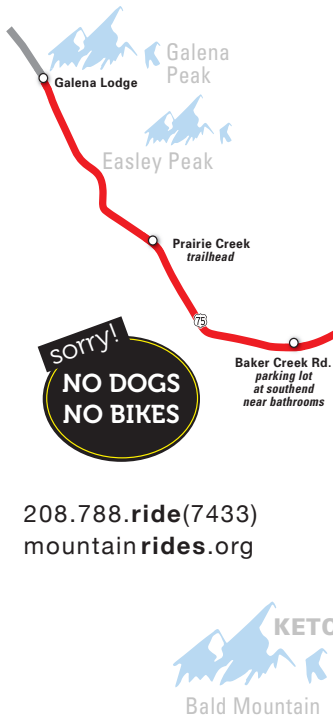 Galena
Peak
Galena Lodge
Easley Peak
Prairie Creek
trailhead
75
Baker Creek Rd.
parking lot
at southend
near bathrooms
sorry!
NO DOGS
NO BIKES
208.788.ride(7433)
mountainrides.org
KETC
Bald Mountain